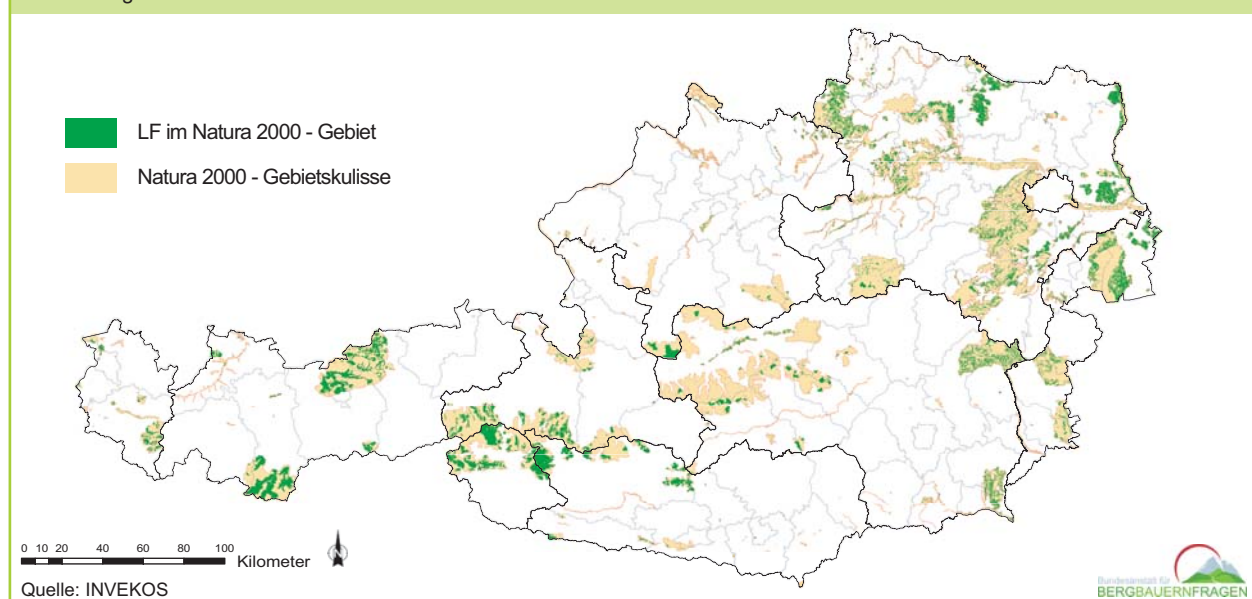 LF im Natura 2000 - Gebiet
Natura 2000 - Gebietskulisse
0 10 20 40 60 80 100
Kilometer
N
Quelle: INVEKOS
Bundesanstalt für
BERGBAUERNFRAGEN